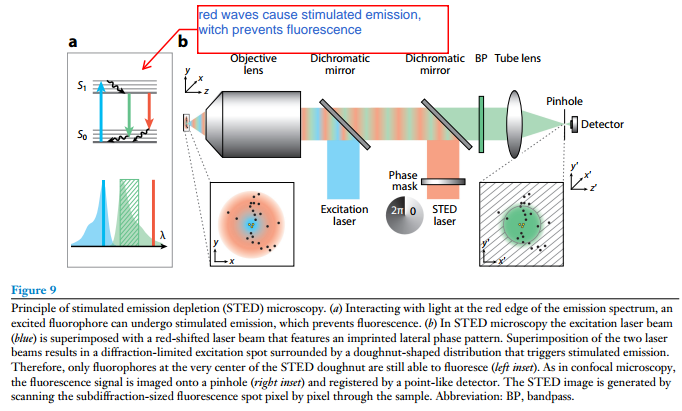 red waves cause stimulated emission,
witch prevents fluorescence
a
b
Objective
lens
Dichromatic
mirror
Dichromatic
mirror
BP
Tube lens
y
x
z
S1
S0
Pinhole
Detector
y'
x'
z'
Phase
mask
2π 0
Excitation
laser
STED
laser
λ
y
x
y'
x'
Figure 9
Principle of stimulated emission depletion (STED) microscopy. (a) Interacting with light at the red edge of the emission spectrum, an
excited fluorophore can undergo stimulated emission, which prevents fluorescence. (b) In STED microscopy the excitation laser beam
(blue) is superimposed with a red-shifted laser beam that features an imprinted lateral phase pattern. Superimposition of the two laser
beams results in a diffraction-limited excitation spot surrounded by a doughnut-shaped distribution that triggers stimulated emission.
Therefore, only fluorophores at the very center of the STED doughnut are still able to fluoresce (left inset). As in confocal microscopy,
the fluorescence signal is imaged onto a pinhole (right inset) and registered by a point-like detector. The STED image is generated by
scanning the subdiffraction-sized fluorescence spot pixel by pixel through the sample. Abbreviation: BP, bandpass.